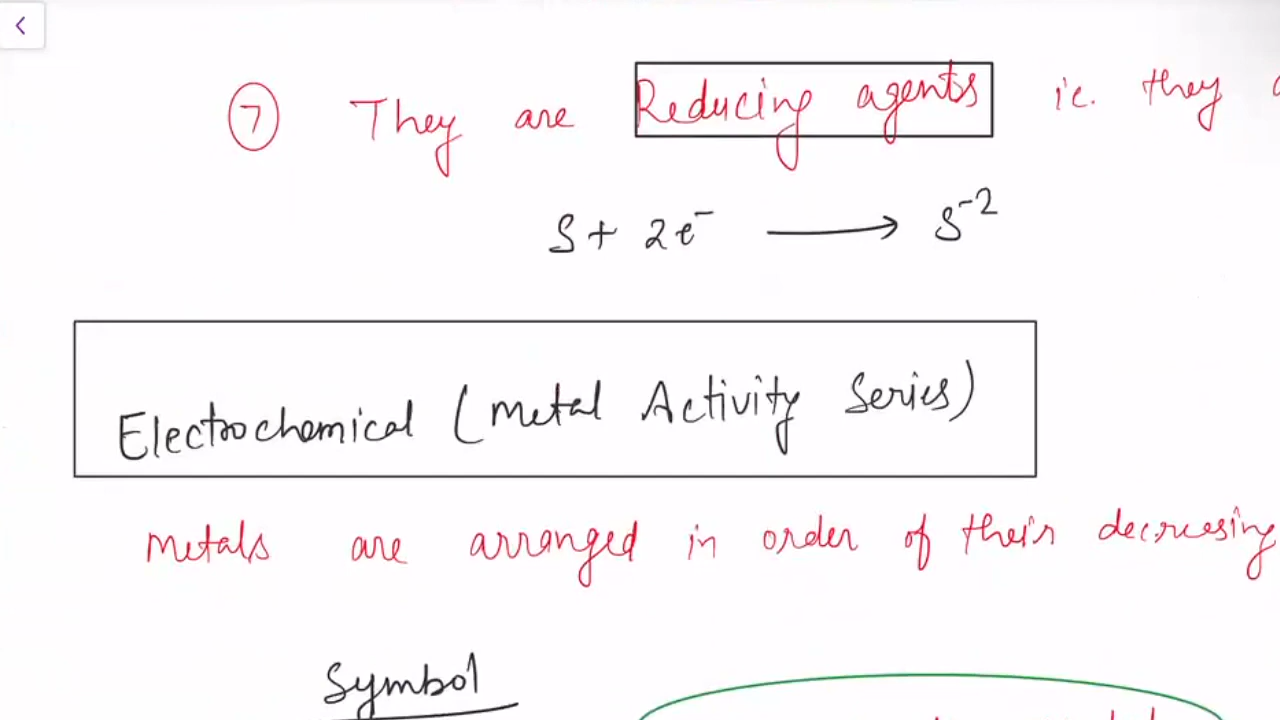 7 They are Reducing agents ie. they
S + 2e⁻ ⟶ S⁻²
Electrochemical (Metal Activity Series)
Metals are arranged in order of their decreasing
Symbol